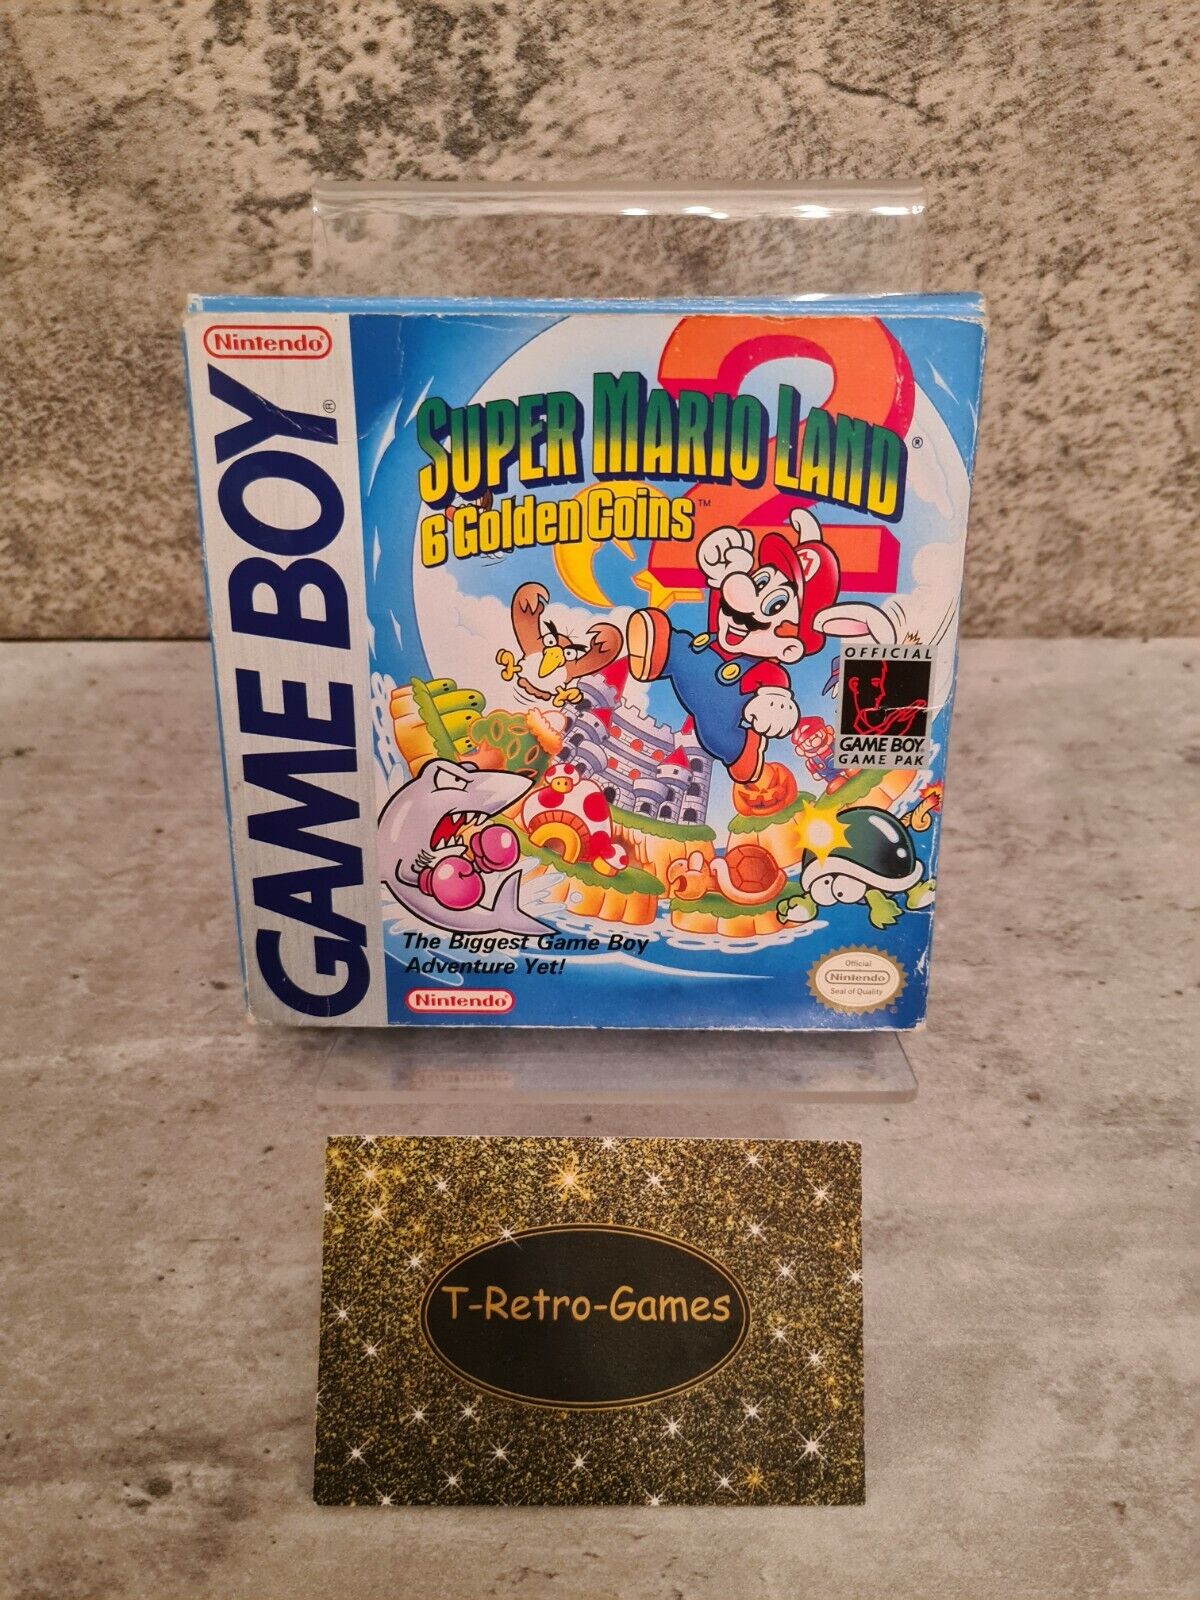 Nintendo®
GAME BOY®
2
SUPER MARIO LAND®
6 Golden Coins™
M
OFFICIAL
GAME BOY
GAME PAK
The Biggest Game Boy
Adventure Yet!
Nintendo®
Official
Nintendo
Seal of Quality
®
T-Retro-Games